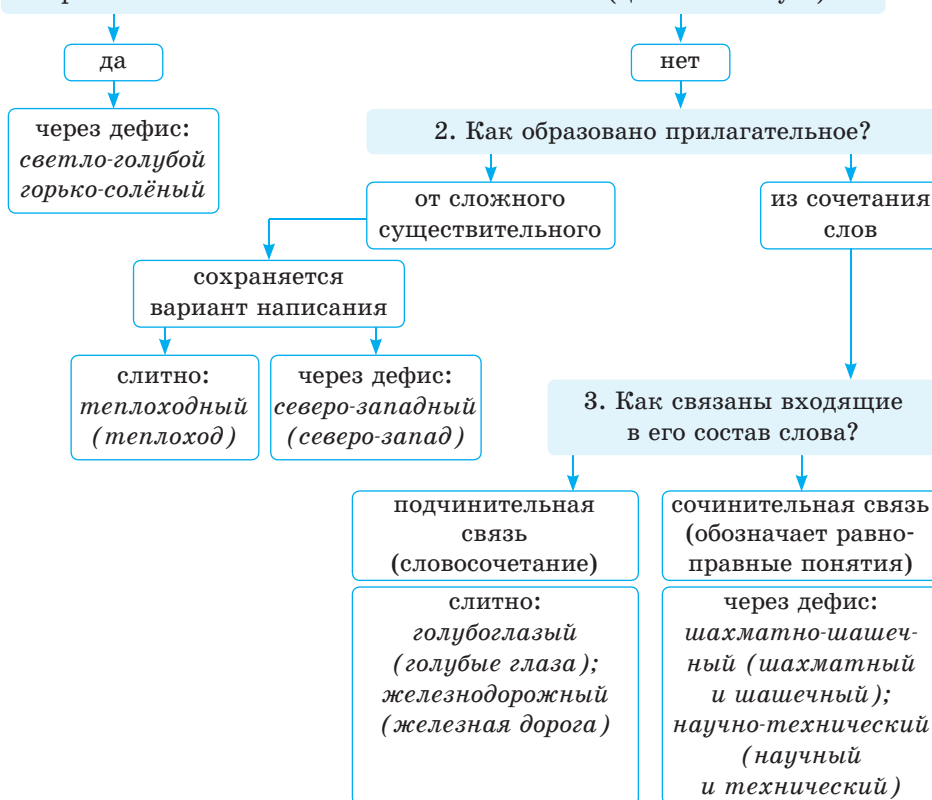 да
нет
через дефис:
светло-голубой
горько-солёный
2. Как образовано прилагательное?
от сложного
существительного
из сочетания
слов
сохраняется
вариант написания
слитно:
теплоходный
(теплоход)
через дефис:
северо-западный
(северо-запад)
3. Как связаны входящие
в его состав слова?
подчинительная
связь
(словосочетание)
сочинительная связь
(обозначает равно-
правные понятия)
слитно:
голубоглазый
(голубые глаза);
железнодорожный
(железная дорога)
через дефис:
шахматно-шашеч-
ный (шахматный
и шашечный);
научно-технический
(научный
и технический)